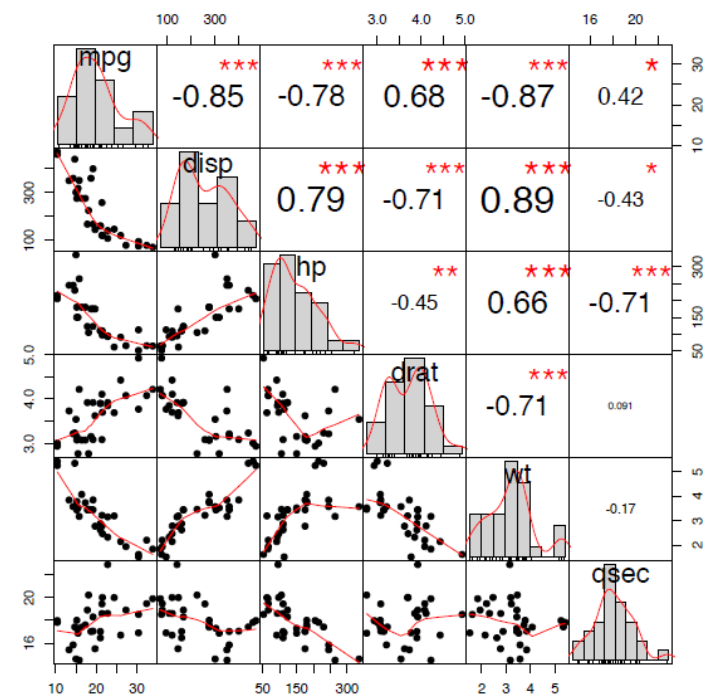 100 300 3.0 4.0 5.0 16 20
mpg *** *** *** *** *
-0.85 -0.78 0.68 -0.87 0.42
10 20 30
disp *** *** *** *
0.79 -0.71 0.89 -0.43
100 300
hp ** *** ***
-0.45 0.66 -0.71
50 150 300
drat ***
-0.71 0.091
3.0 4.0 5.0
wt
-0.17
2 3 4 5
qsec
16 20
10 20 30 50 150 300 2 3 4 5